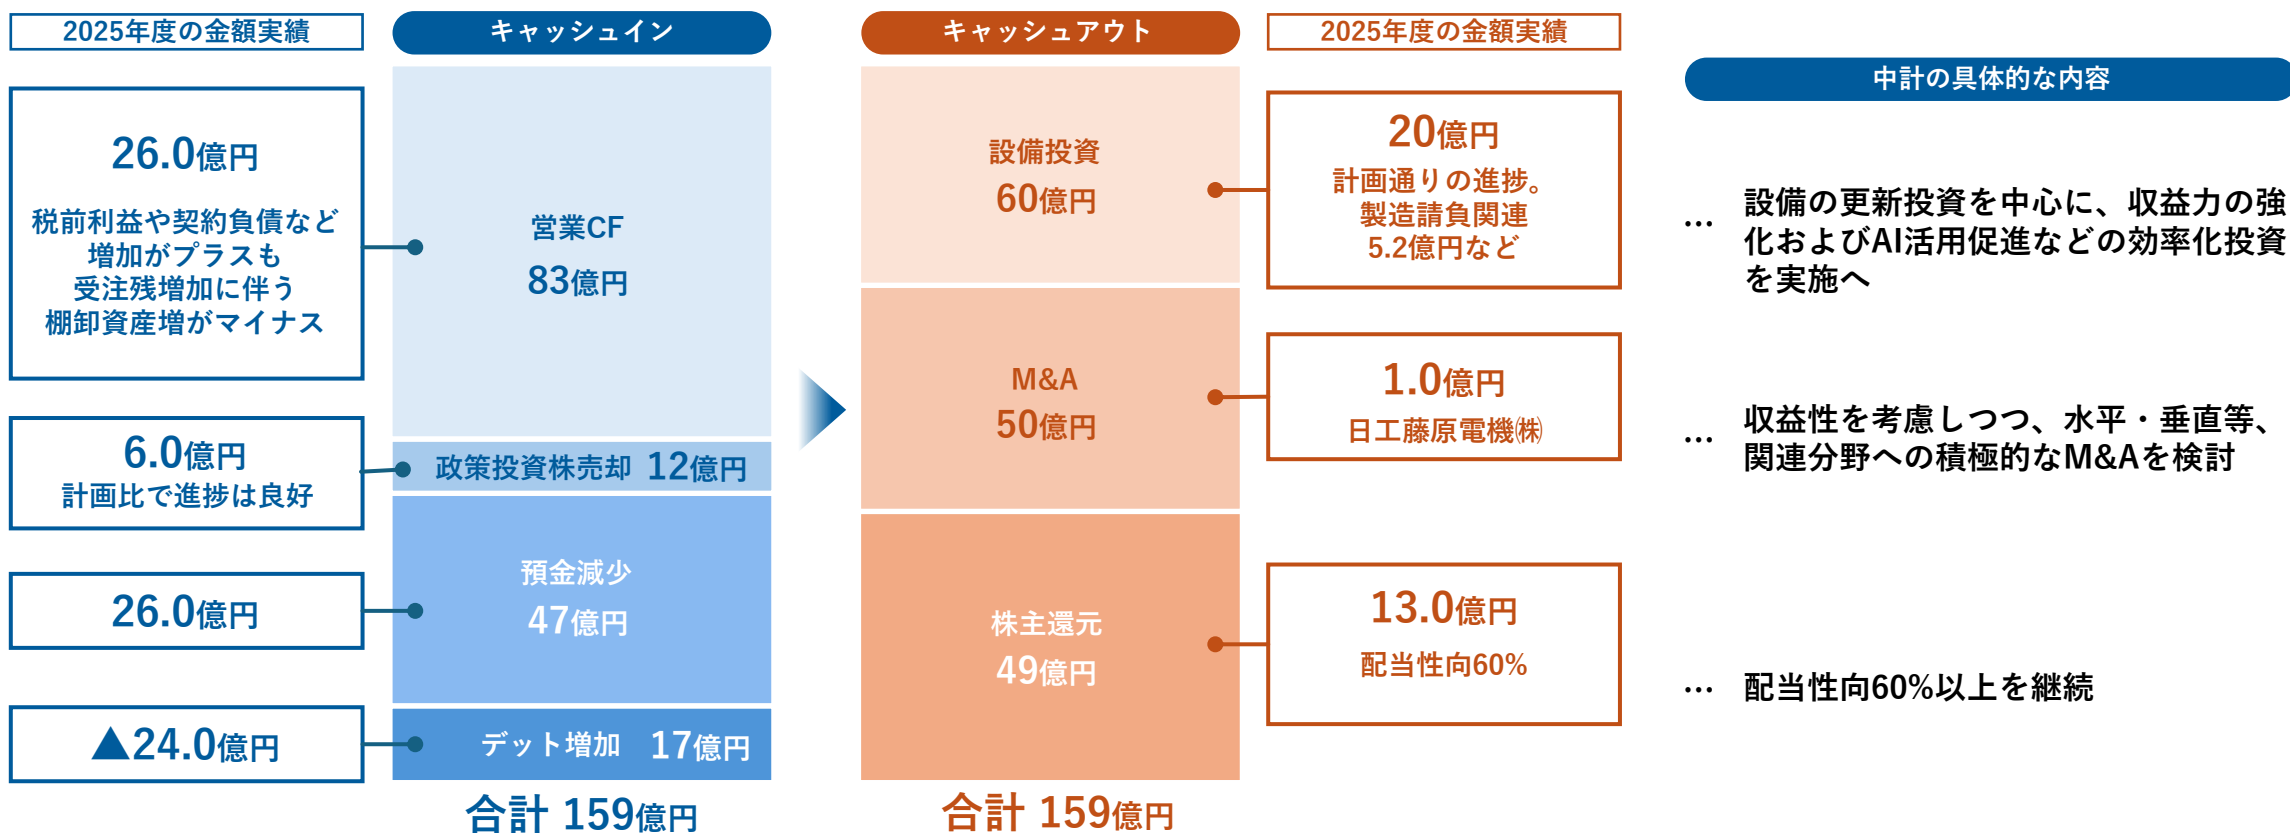 2025年度の金額実績
キャッシュイン
26.0億円
税前利益や契約負債など
増加がプラスも
受注残増加に伴う
棚卸資産増がマイナス
営業CF
83億円
6.0億円
計画比で進捗は良好
政策投資株売却 12億円
26.0億円
預金減少
47億円
▲24.0億円
デット増加 17億円
合計 159億円
キャッシュアウト
2025年度の金額実績
設備投資
60億円
20億円
計画通りの進捗。
製造請負関連
5.2億円など
M&A
50億円
1.0億円
日工藤原電機㈱
株主還元
49億円
13.0億円
配当性向60%
合計 159億円
中計の具体的な内容
… 設備の更新投資を中心に、収益力の強
化およびAI活用促進などの効率化投資
を実施へ
… 収益性を考慮しつつ、水平・垂直等、
関連分野への積極的なM&Aを検討
… 配当性向60%以上を継続